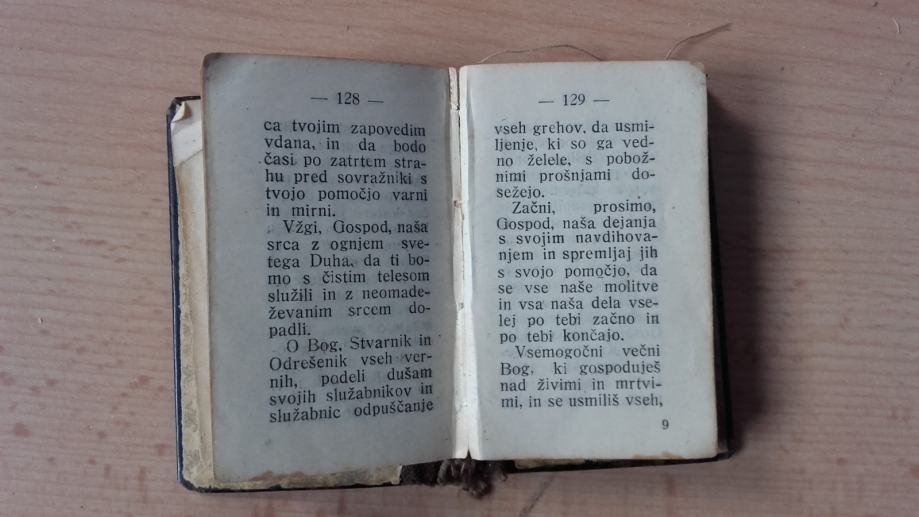 — 128 —
ca tvojim zapovedim
vdana, in da bodo
časi po zatrtem stra-
hu pred sovražniki s
tvojo pomočjo varni
in mirni.
Vžgi, Gospod, naša
srca z ognjem sve-
tega Duha, da ti bo-
mo s čistim telesom
služili in z neomade-
ževanim srcem do-
padli.
O Bog, Stvarnik in
Odrešenik vseh ver-
nih, podeli dušam
svojih služabnikov in
služabnic odpuščanje
— 129 —
vseh grehov, da usmi-
ljenje, ki so ga ved-
no želele, s pobož-
nimi prošnjami do-
sežejo.
Začni, prosimo,
Gospod, naša dejanja
s svojim navdihova-
njem in spremljaj jih
s svojo pomočjo, da
se vse naše molitve
in vsa naša dela vse-
lej po tebi začno in
po tebi končajo.
Vsemogočni večni
Bog, ki gospoduješ
nad živimi in mrtvi-
mi, in se usmiliš vseh,
9